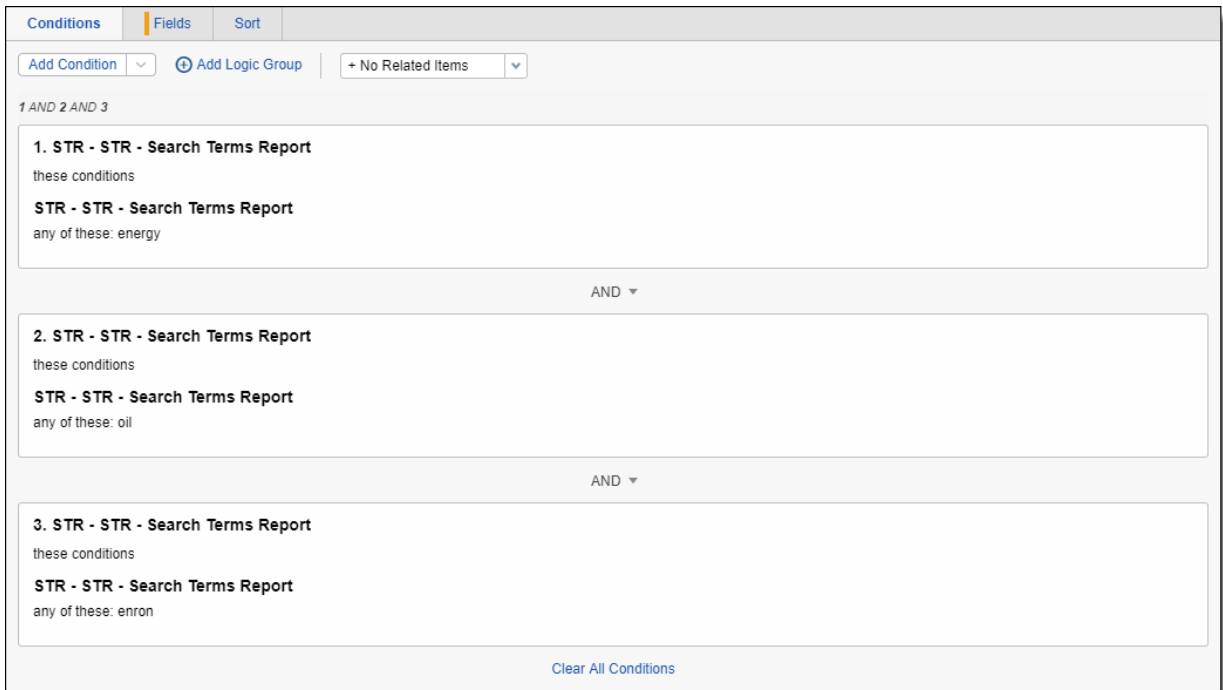 Conditions Fields Sort
Add Condition Add Logic Group + No Related Items
1 AND 2 AND 3
1. STR - STR - Search Terms Report
these conditions
STR - STR - Search Terms Report
any of these: energy
AND
2. STR - STR - Search Terms Report
these conditions
STR - STR - Search Terms Report
any of these: oil
AND
3. STR - STR - Search Terms Report
these conditions
STR - STR - Search Terms Report
any of these: enron
Clear All Conditions